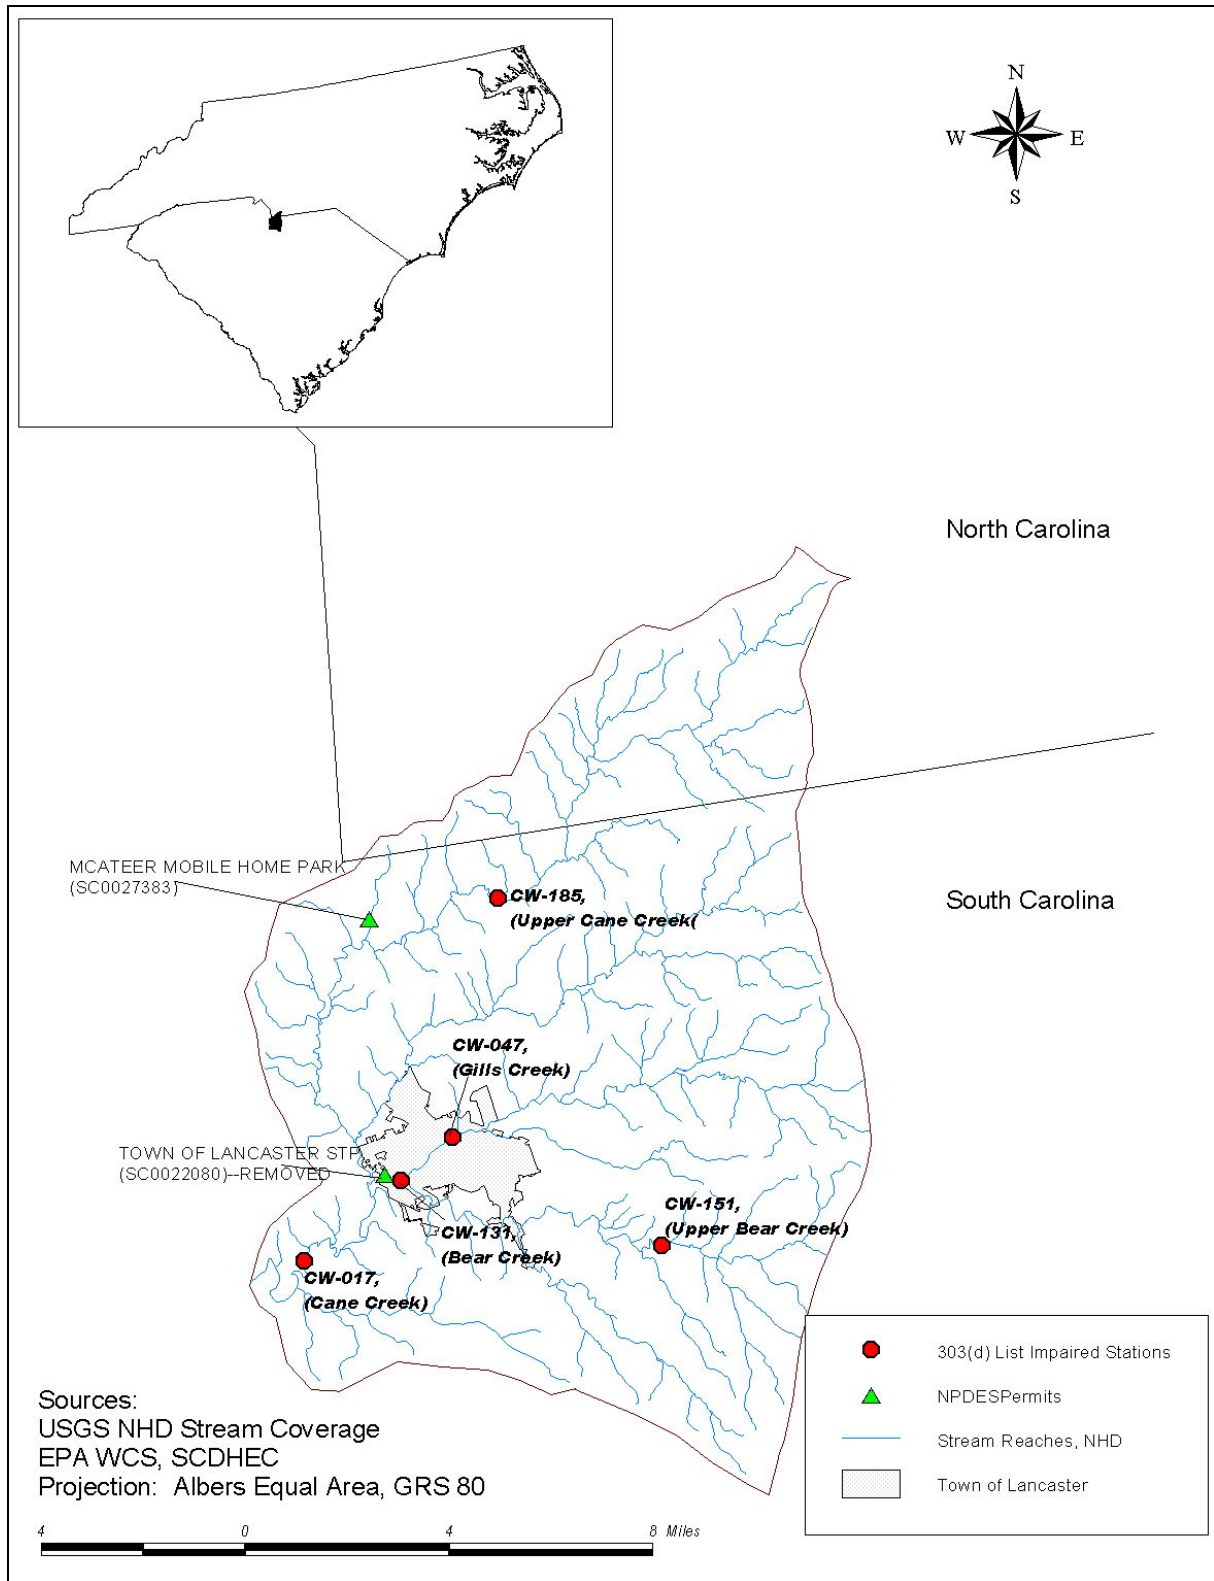 N
W
E
S
North Carolina
MCATEER MOBILE HOME PARK
(SC0027383)
CW-185,
(Upper Cane Creek(
South Carolina
CW-047,
(Gills Creek)
TOWN OF LANCASTER STP
(SC0022080)--REMOVED
CW-151,
(Upper Bear Creek)
CW-131,
(Bear Creek)
CW-017,
(Cane Creek)
303(d) List Impaired Stations
NPDESPermits
Stream Reaches, NHD
Town of Lancaster
Sources:
USGS NHD Stream Coverage
EPA WCS, SCDHEC
Projection: Albers Equal Area, GRS 80
4 0 4 8 Miles